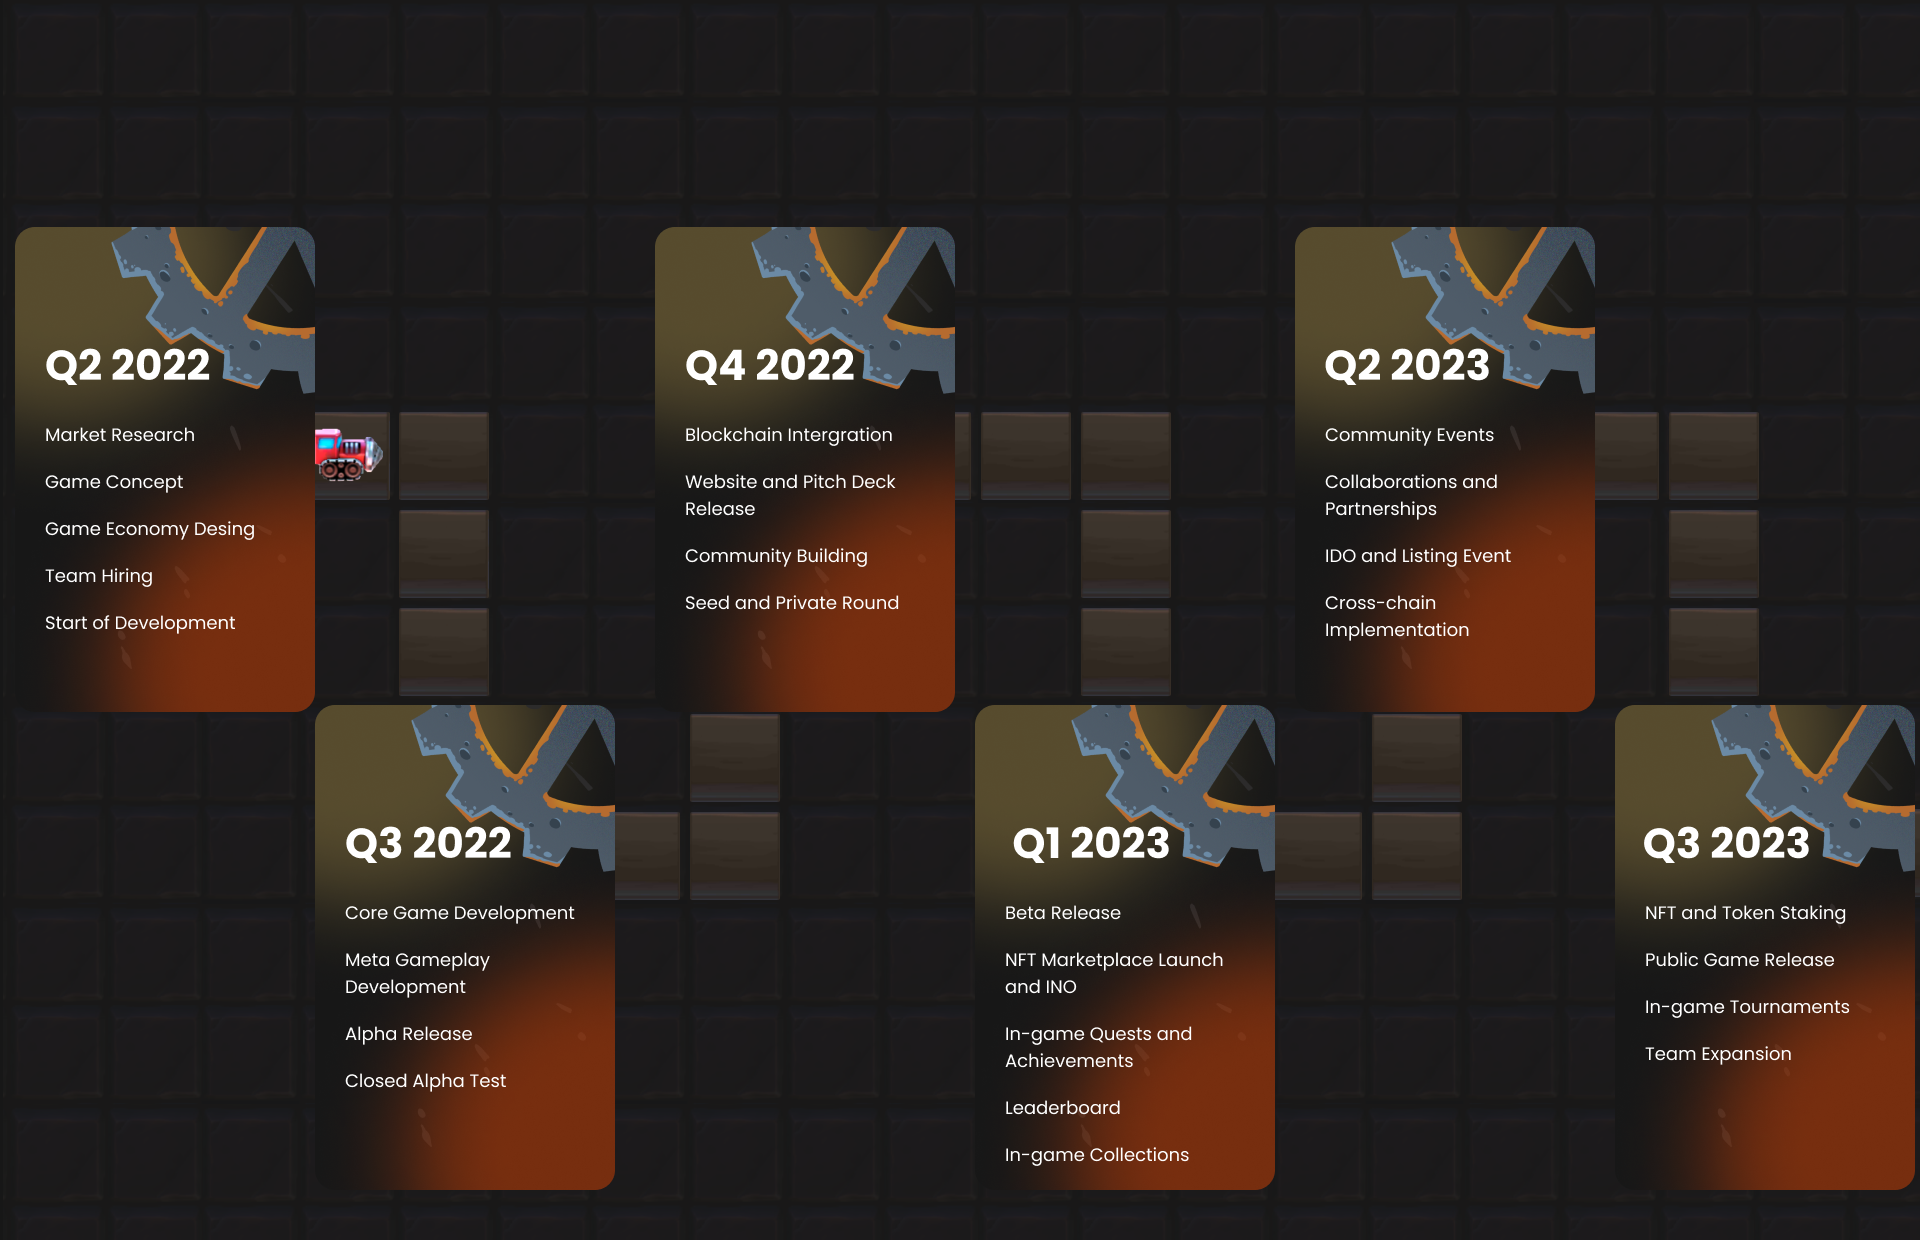 Q2 2022
Market Research
Game Concept
Game Economy Desing
Team Hiring
Start of Development
Q3 2022
Core Game Development
Meta Gameplay
Development
Alpha Release
Closed Alpha Test
Q4 2022
Blockchain Intergration
Website and Pitch Deck
Release
Community Building
Seed and Private Round
Q1 2023
Beta Release
NFT Marketplace Launch
and INO
In-game Quests and
Achievements
Leaderboard
In-game Collections
Q2 2023
Community Events
Collaborations and
Partnerships
IDO and Listing Event
Cross-chain
Implementation
Q3 2023
NFT and Token Staking
Public Game Release
In-game Tournaments
Team Expansion